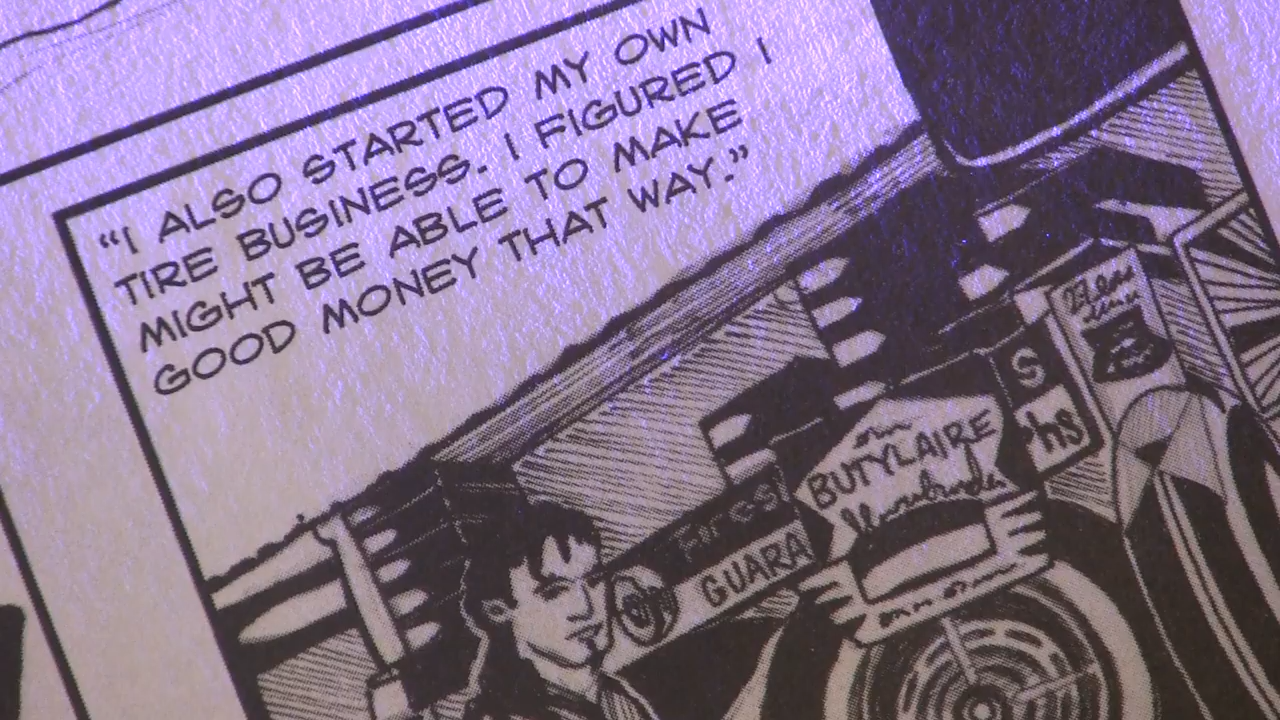 "I ALSO STARTED MY OWN
TIRE BUSINESS. I FIGURED I
MIGHT BE ABLE TO MAKE
GOOD MONEY THAT WAY."
S
hs
BUTYLAIRE
GUARA